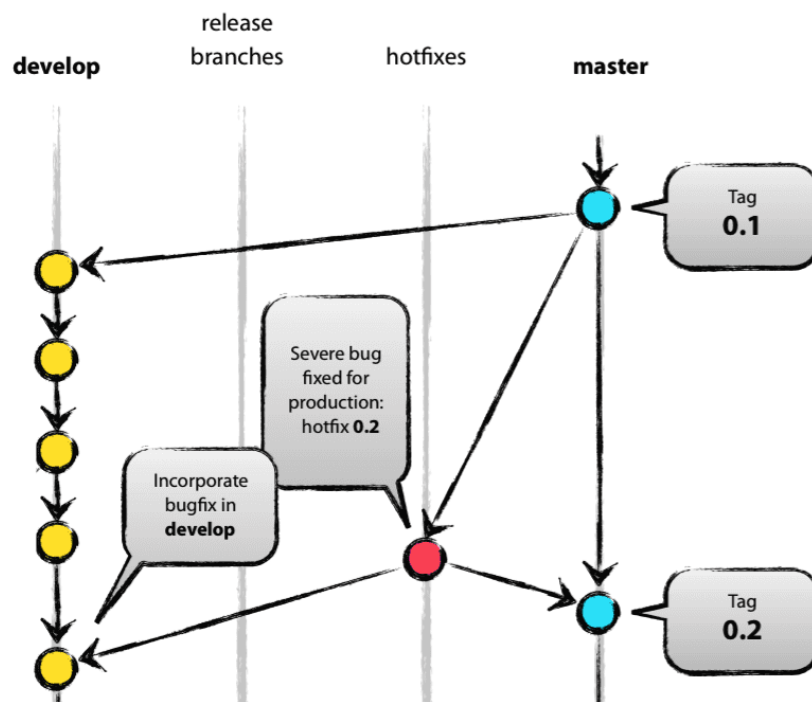 release
branches
develop
hotfixes
master
Tag
0.1
Severe bug
fixed for
production:
hotfix 0.2
Incorporate
bugfix in
develop
Tag
0.2